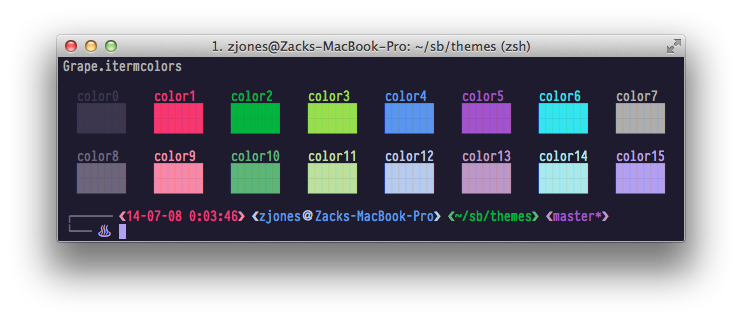 1. zjones@Zacks-MacBook-Pro: ~/sb/themes (zsh)
Grape.itermcolors
color0 color1 color2 color3 color4 color5 color6 color7
color8 color9 color10 color11 color12 color13 color14 color15
┌───── ❮14-07-08 0:03:46❯ ❮zjones@Zacks-MacBook-Pro❯ ❮~/sb/themes❯ ❮master*❯
└── ♨